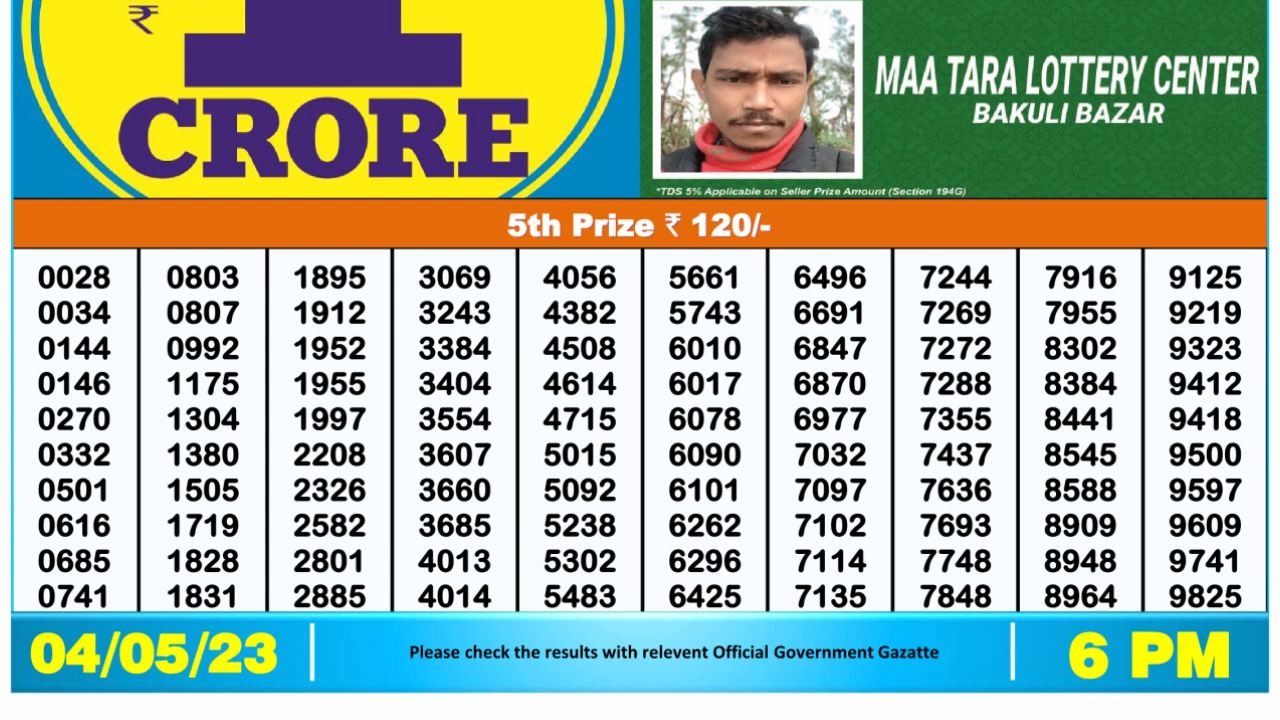 ₹
1
CRORE
MAA TARA LOTTERY CENTER
BAKULI BAZAR
*TDS 5% Applicable on Seller Prize Amount (Section 194G)
5th Prize ₹ 120/-
0028 0803 1895 3069 4056 5661 6496 7244 7916 9125
0034 0807 1912 3243 4382 5743 6691 7269 7955 9219
0144 0992 1952 3384 4508 6010 6847 7272 8302 9323
0146 1175 1955 3404 4614 6017 6870 7288 8384 9412
0270 1304 1997 3554 4715 6078 6977 7355 8441 9418
0332 1380 2208 3607 5015 6090 7032 7437 8545 9500
0501 1505 2326 3660 5092 6101 7097 7636 8588 9597
0616 1719 2582 3685 5238 6262 7102 7693 8909 9609
0685 1828 2801 4013 5302 6296 7114 7748 8948 9741
0741 1831 2885 4014 5483 6425 7135 7848 8964 9825
04/05/23
Please check the results with relevent Official Government Gazatte
6 PM